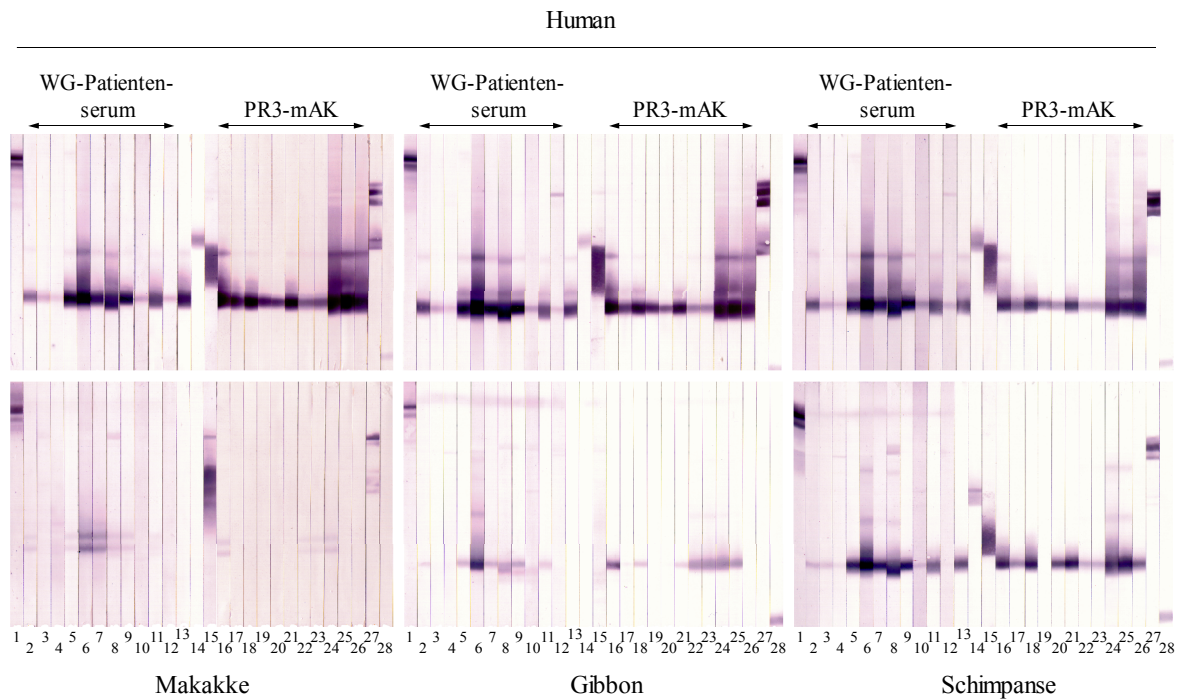 Human
WG-Patienten- WG-Patienten- WG-Patienten-
serum PR3-mAK serum PR3-mAK serum PR3-mAK
1 3 5 7 9 11 13 15 17 19 21 23 25 27 1 3 5 7 9 11 13 15 17 19 21 23 25 27 1 3 5 7 9 11 13 15 17 19 21 23 25 27
2 4 6 8 10 12 14 16 18 20 22 24 26 28 2 4 6 8 10 12 14 16 18 20 22 24 26 28 2 4 6 8 10 12 14 16 18 20 22 24 26 28
Makakke Gibbon Schimpanse